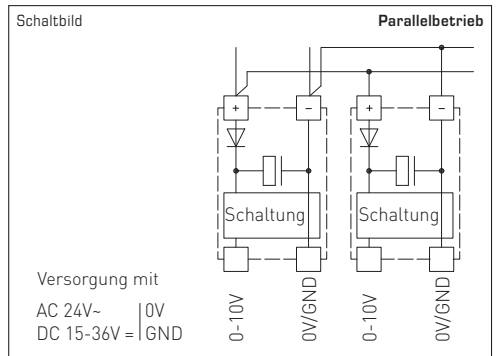 Schaltbild
Parallelbetrieb
+ − + −
Schaltung Schaltung
0-10V
0V/GND
0-10V
0V/GND
Versorgung mit
AC 24V~ | 0V
DC 15-36V = | GND